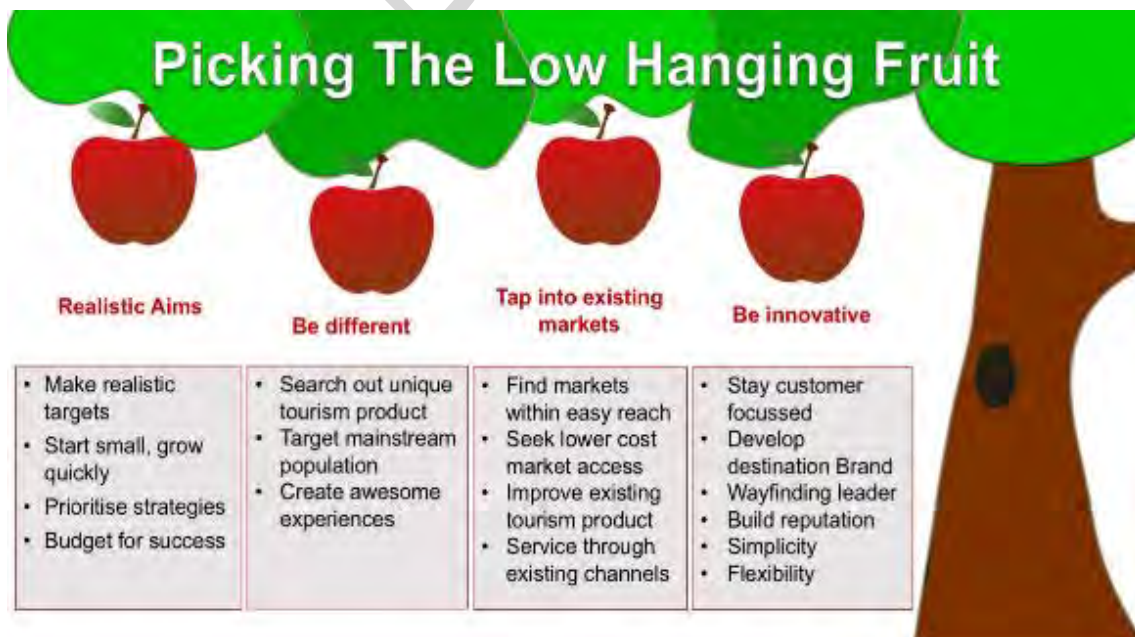 Picking The Low Hanging Fruit
Realistic Aims
Be different
Tap into existing
markets
Be innovative
• Make realistic
targets
• Start small, grow
quickly
• Prioritise strategies
• Budget for success
• Search out unique
tourism product
• Target mainstream
population
• Create awesome
experiences
• Find markets
within easy reach
• Seek lower cost
market access
• Improve existing
tourism product
• Service through
existing channels
• Stay customer
focussed
• Develop
destination Brand
• Wayfinding leader
• Build reputation
• Simplicity
• Flexibility